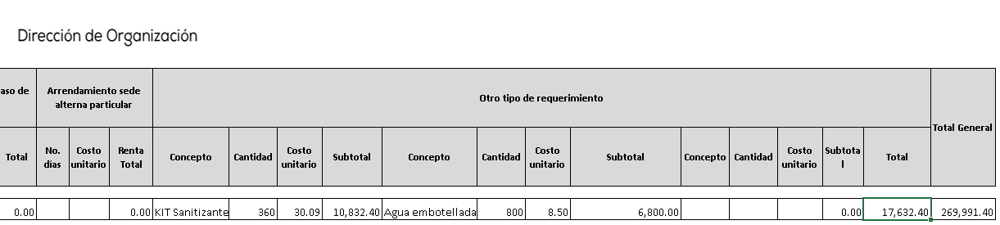 Dirección de Organización
aso de
Arrendamiento sede alterna particular
Otro tipo de requerimiento
Total General
Total No. días Costo unitario Renta Total Concepto Cantidad Costo unitario Subtotal Concepto Cantidad Costo unitario Subtotal Concepto Cantidad Costo unitario Subtotal Total
0.00 0.00 KIT Sanitizante 360 30.09 10,832.40 Agua embotellada 800 8.50 6,800.00 0.00 17,632.40 269,991.40